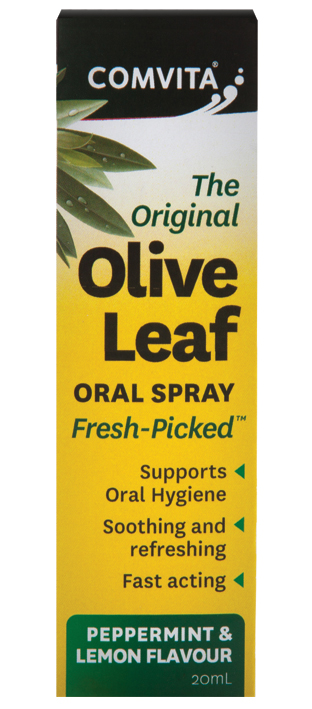 COMVITA®
The
Original
Olive
Leaf
ORAL SPRAY
Fresh-Picked™
Supports
Oral Hygiene
Soothing and
refreshing
Fast acting
PEPPERMINT &
LEMON FLAVOUR
20mL